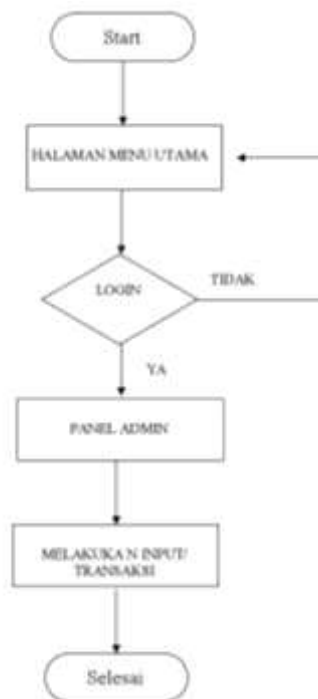 Start
HALAMAN MENU UTAMA
LOGIN
TIDAK
YA
PANEL ADMIN
MELAKUKA N INPUT/
TRANSAKSI
Selesai